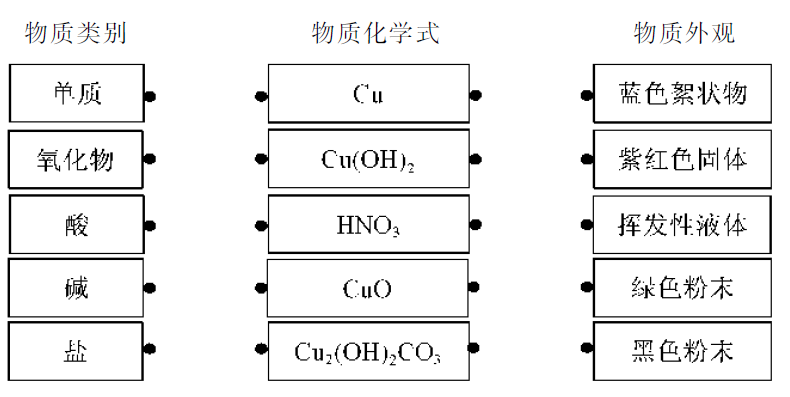 物质类别 物质化学式 物质外观
单质 Cu 蓝色絮状物
氧化物 Cu(OH)₂ 紫红色固体
酸 HNO₃ 挥发性液体
碱 CuO 绿色粉末
盐 Cu₂(OH)₂CO₃ 黑色粉末